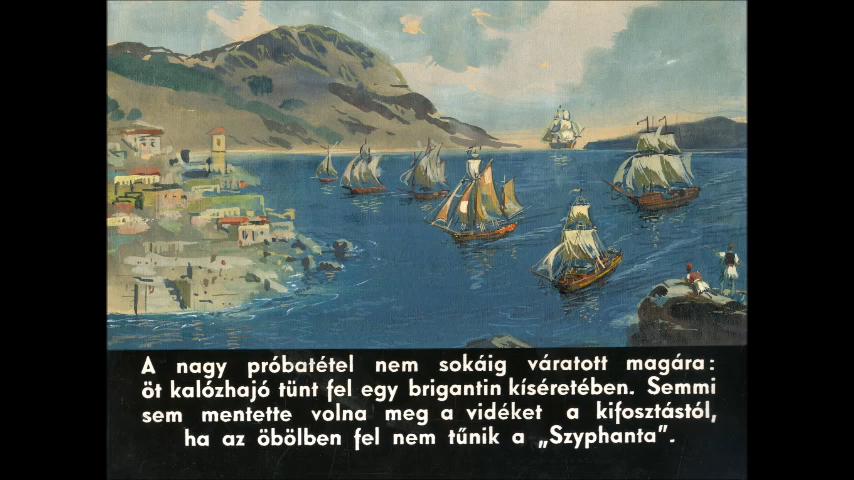 A nagy próbatétel nem sokáig váratott magára:
öt kalózhajó tünt fel egy brigantin kíséretében. Semmi
sem mentette volna meg a vidéket a kifosztástól,
ha az öbölben fel nem tűnik a „Szyphanta”.